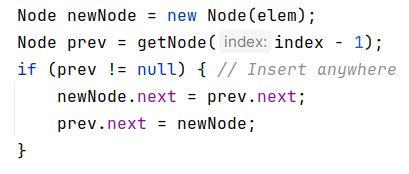 Node newNode = new Node(elem);
Node prev = getNode( index: index - 1);
if (prev != null) { // Insert anywhere
    newNode.next = prev.next;
    prev.next = newNode;
}